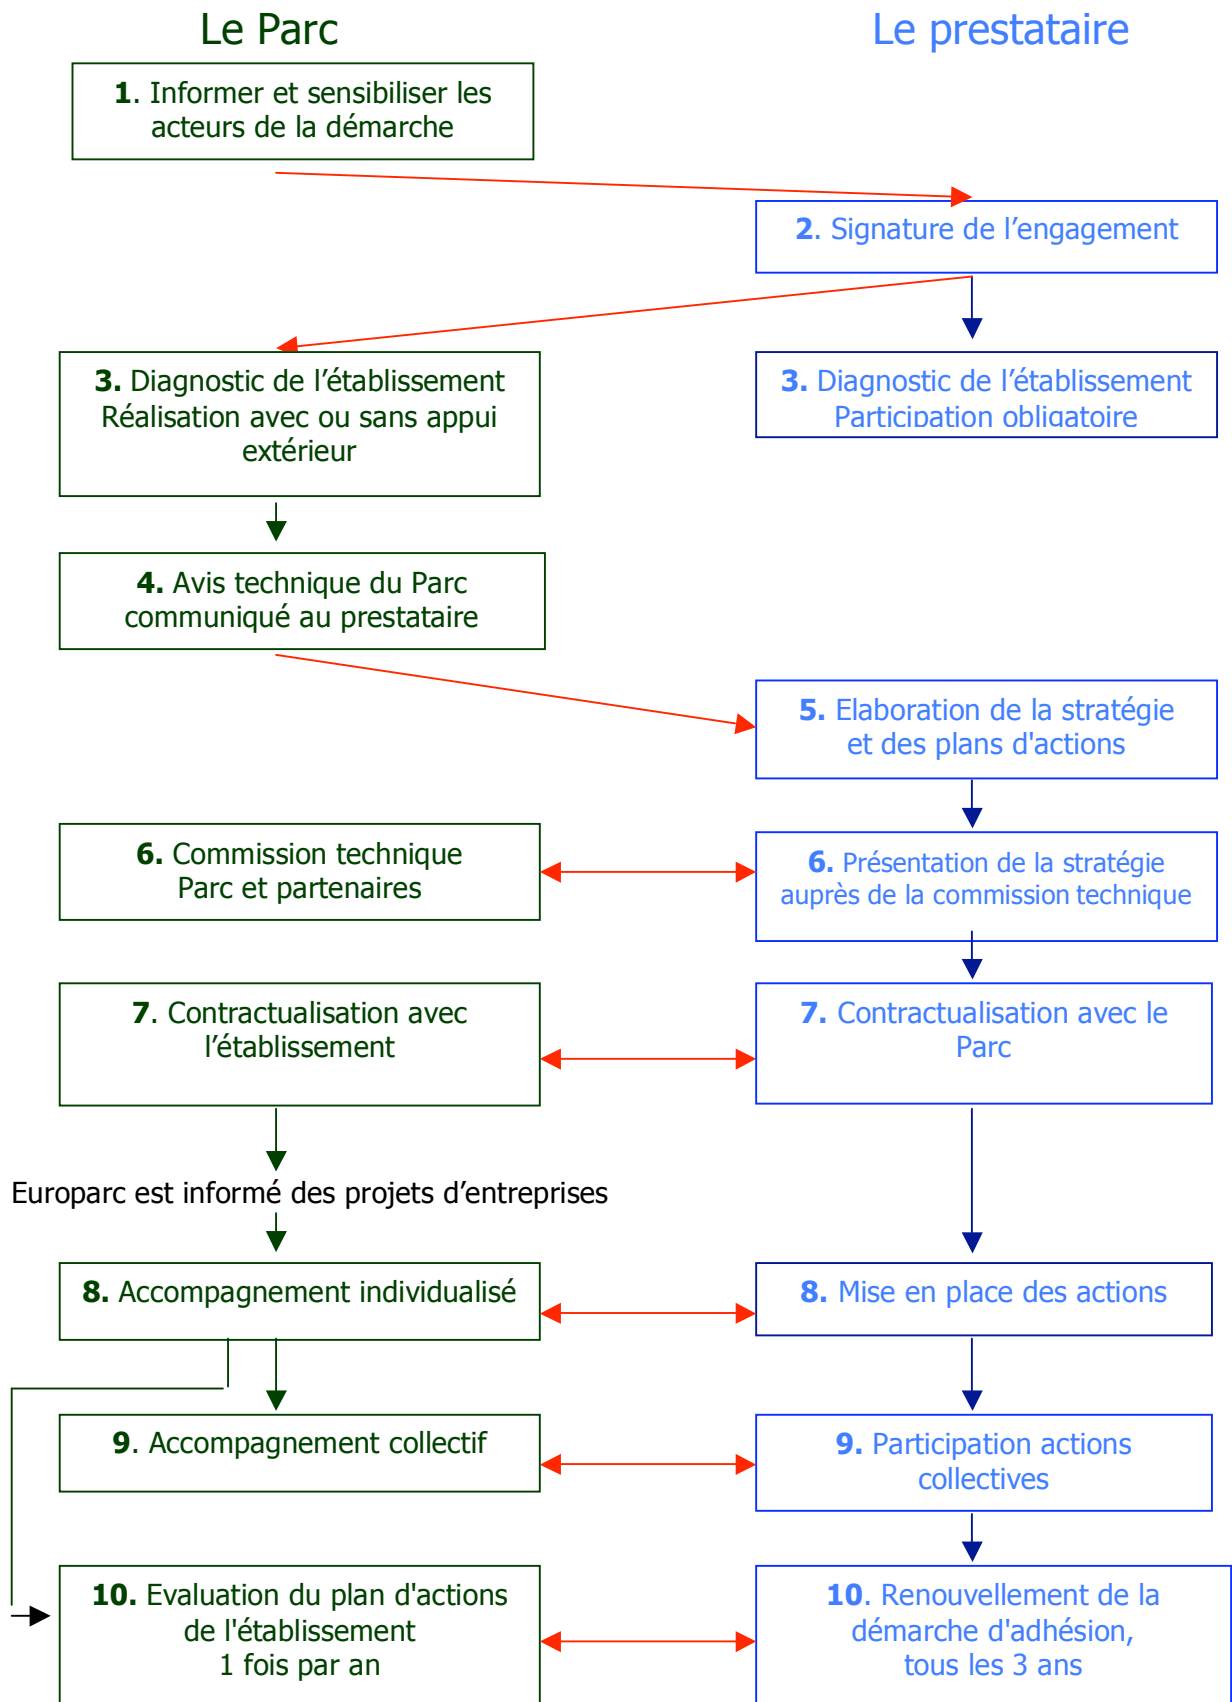 Le Parc
Le prestataire
1. Informer et sensibiliser les
acteurs de la démarche
2. Signature de l’engagement
3. Diagnostic de l’établissement
Réalisation avec ou sans appui
extérieur
3. Diagnostic de l’établissement
Participation obligatoire
4. Avis technique du Parc
communiqué au prestataire
5. Elaboration de la stratégie
et des plans d'actions
6. Commission technique
Parc et partenaires
6. Présentation de la stratégie
auprès de la commission technique
7. Contractualisation avec
l’établissement
7. Contractualisation avec le
Parc
Europarc est informé des projets d’entreprises
8. Accompagnement individualisé
8. Mise en place des actions
9. Accompagnement collectif
9. Participation actions
collectives
10. Evaluation du plan d'actions
de l'établissement
1 fois par an
10. Renouvellement de la
démarche d'adhésion,
tous les 3 ans